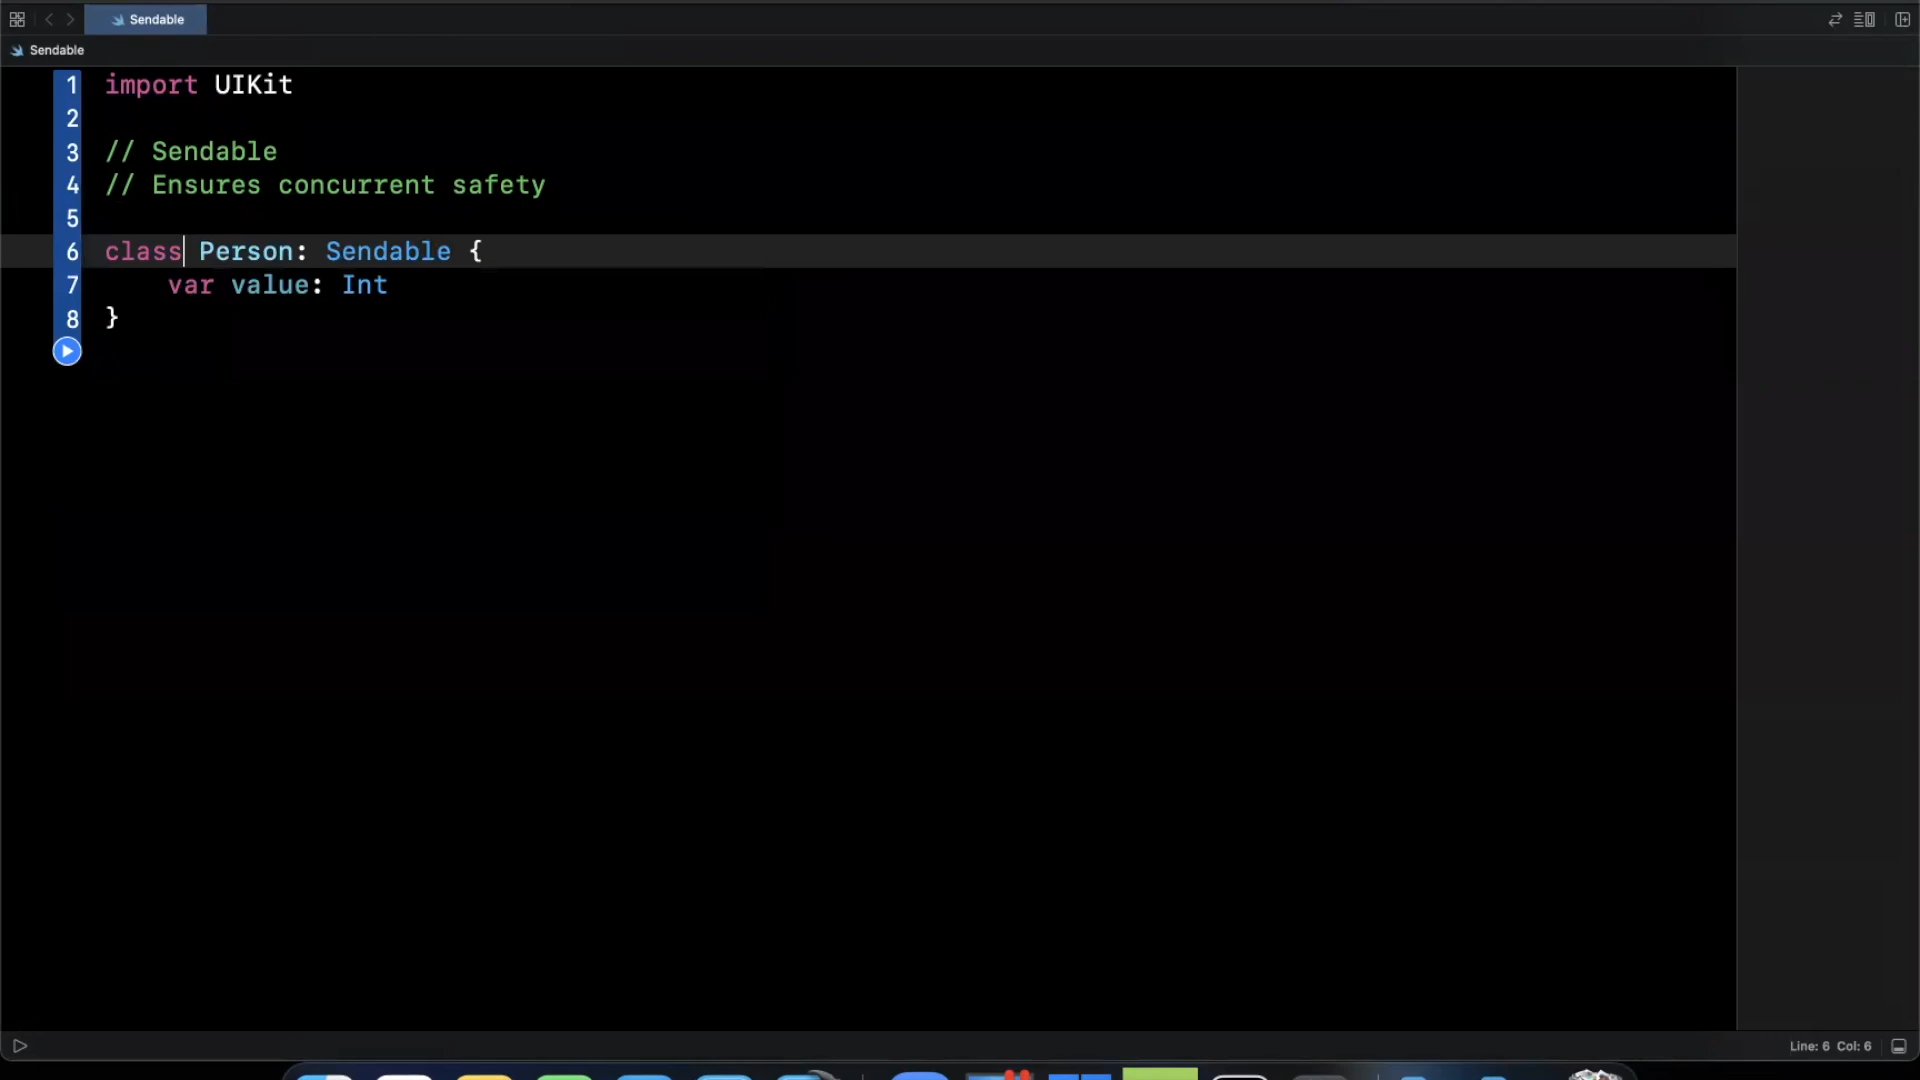 Sendable
Sendable
1 import UIKit
2
3 // Sendable
4 // Ensures concurrent safety
5
6 class Person: Sendable {
7 var value: Int
8 }
Line: 6 Col: 6